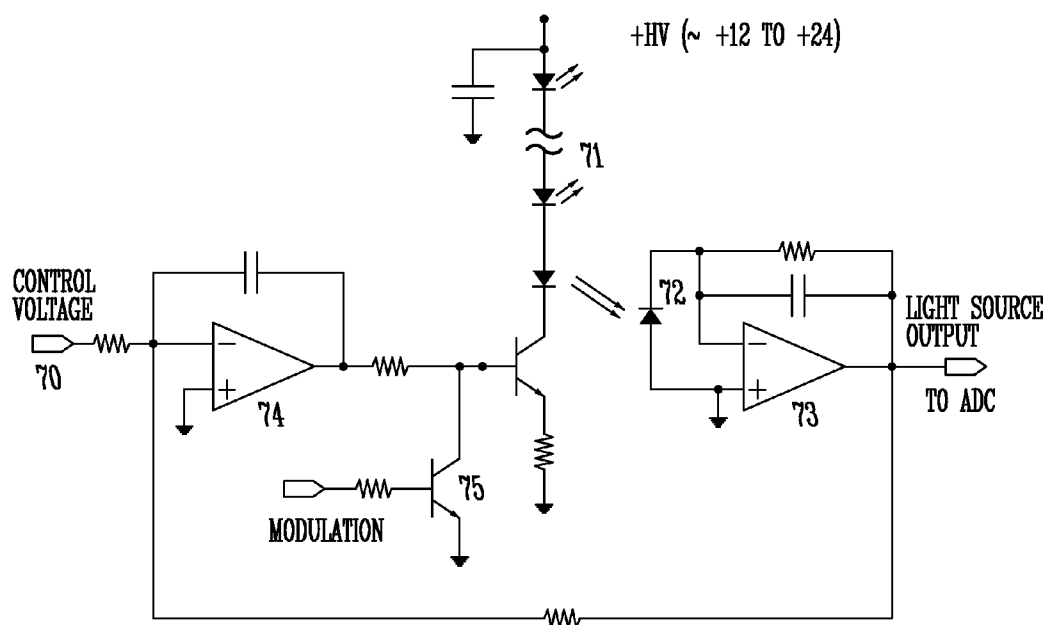 +HV (~ +12 TO +24)
71
CONTROL
VOLTAGE
72
LIGHT SOURCE
OUTPUT
70
−
+
74
−
+
73
TO ADC
75
MODULATION